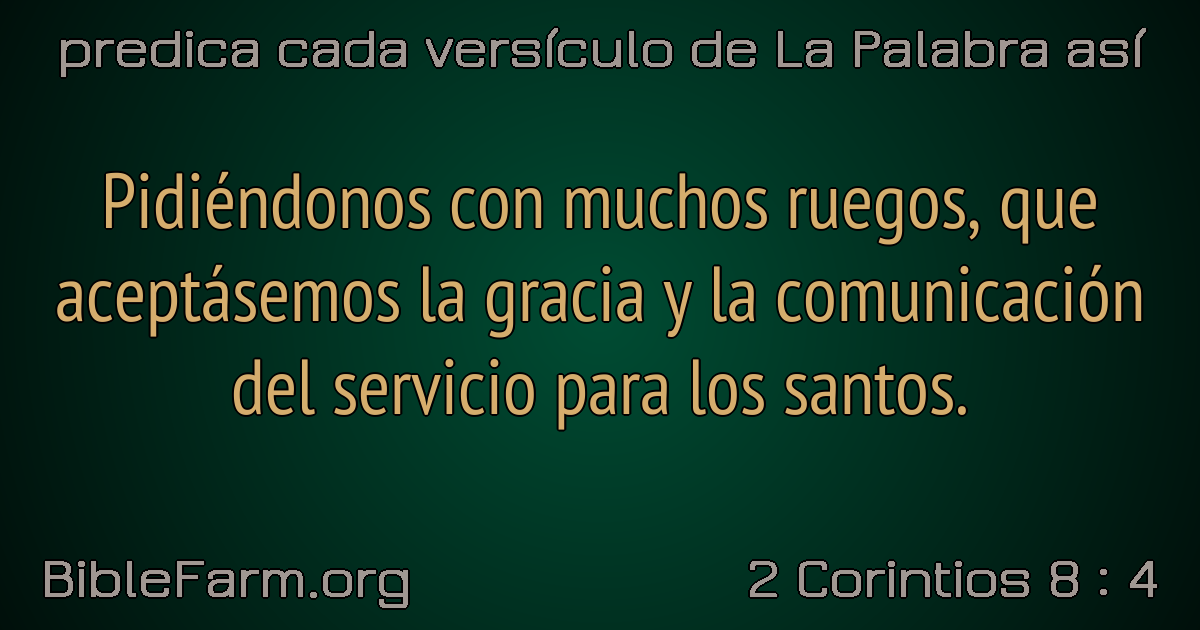 predica cada versículo de La Palabra así
Pidiéndonos con muchos ruegos, que
aceptásemos la gracia y la comunicación
del servicio para los santos.
BibleFarm.org
2 Corintios 8 : 4